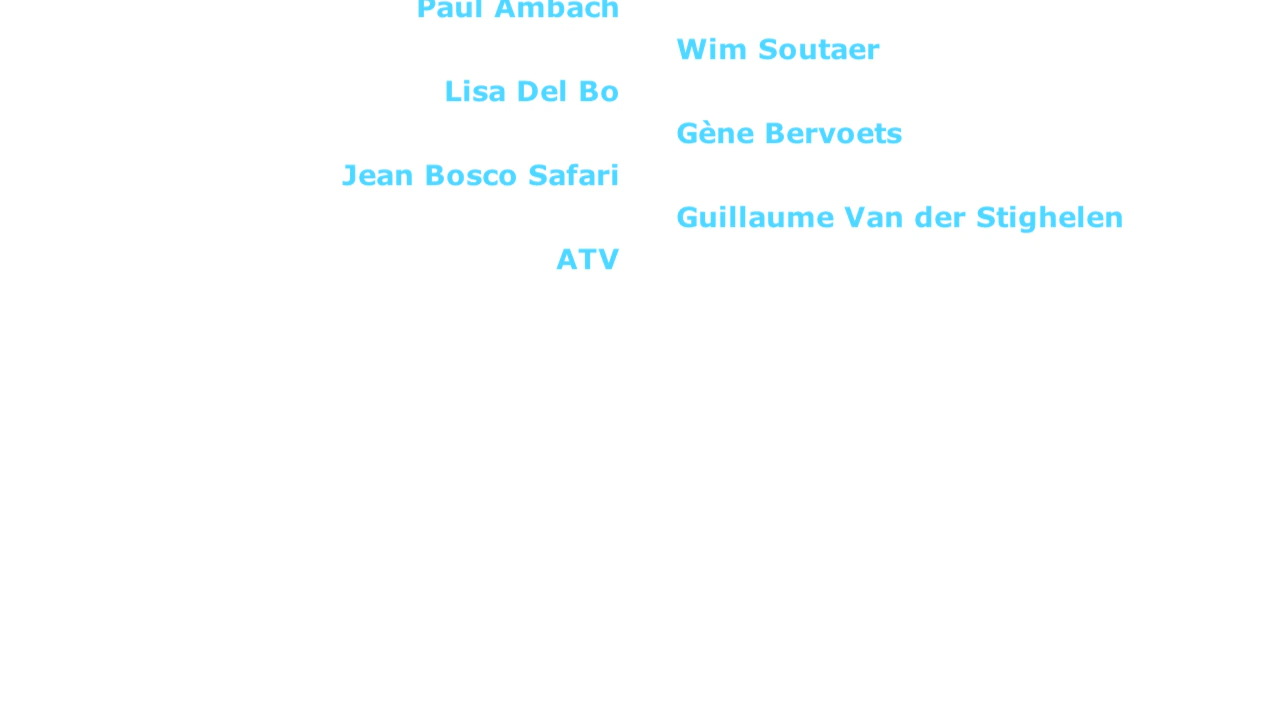 Paul Ambach
Wim Soutaer
Lisa Del Bo
Gène Bervoets
Jean Bosco Safari
Guillaume Van der Stighelen
ATV